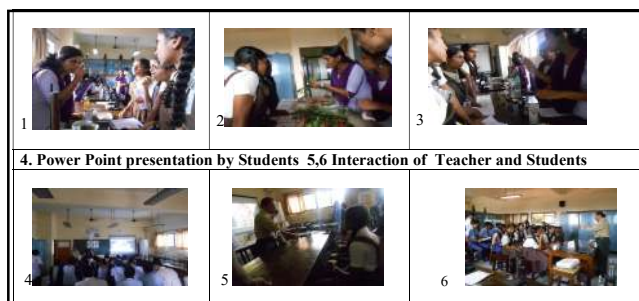 1 2 3
4. Power Point presentation by Students 5,6 Interaction of Teacher and Students
4 5 6